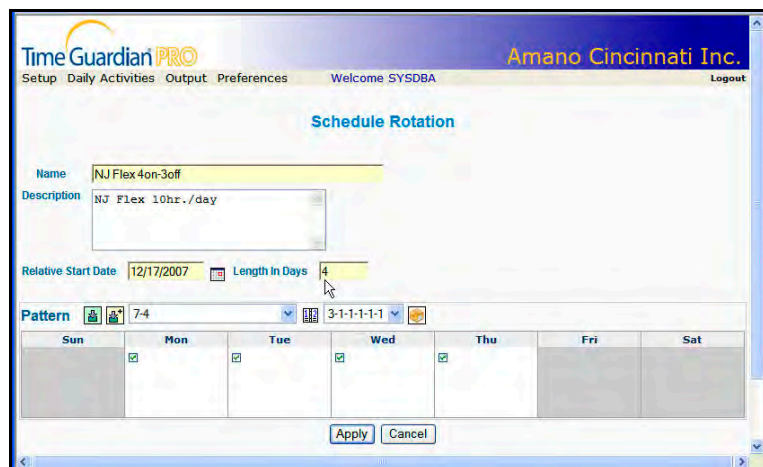 Time Guardian PRO
Amano Cincinnati Inc.
Setup Daily Activities Output Preferences Welcome SYSDBA Logout
Schedule Rotation
Name NJ Flex 4on-3off
Description NJ Flex 10hr./day
Relative Start Date 12/17/2007 Length In Days 4
Pattern 7-4 3-1-1-1-1-1
Sun Mon Tue Wed Thu Fri Sat
Apply Cancel